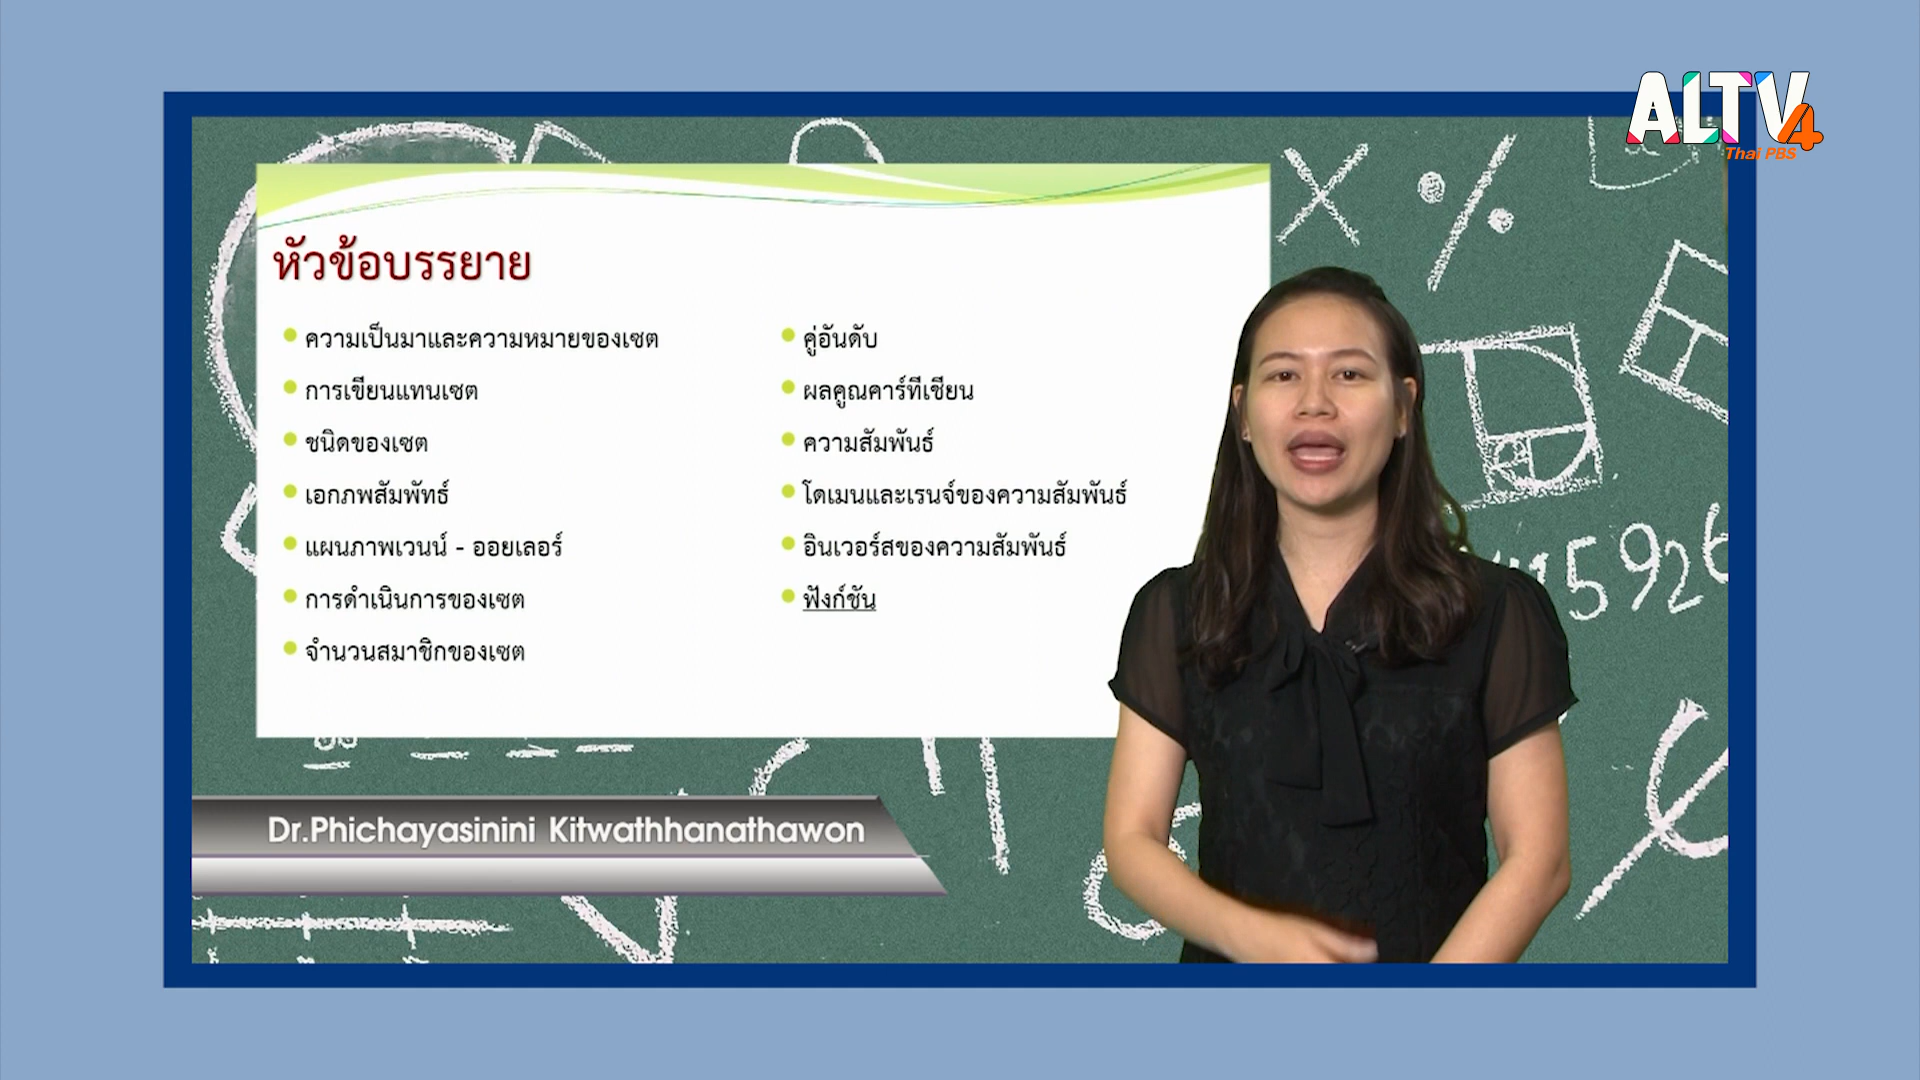 ALTV4
Thai PBS
หัวข้อบรรยาย
ความเป็นมาและความหมายของเซต
การเขียนแทนเซต
ชนิดของเซต
เอกภพสัมพัทธ์
แผนภาพเวนน์ - ออยเลอร์
การดำเนินการของเซต
จำนวนสมาชิกของเซต
คู่อันดับ
ผลคูณคาร์ทีเซียน
ความสัมพันธ์
โดเมนและเรนจ์ของความสัมพันธ์
อินเวอร์สของความสัมพันธ์
ฟังก์ชัน
Dr.Phichayasinini Kitwathhanathawon